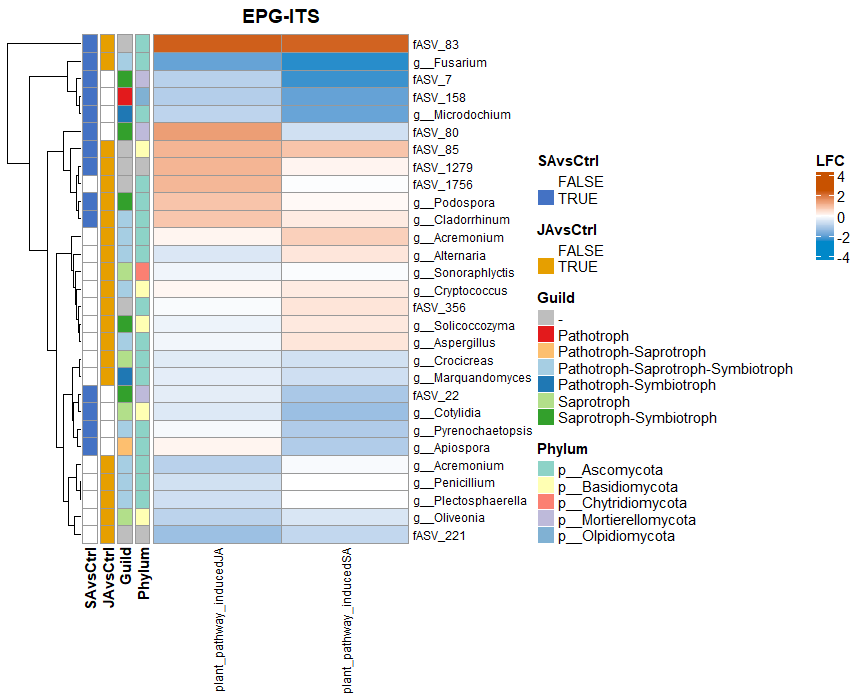 EPG-ITS
fASV_83
g__Fusarium
fASV_7
fASV_158
g__Microdochium
fASV_80
fASV_85
fASV_1279
fASV_1756
g__Podospora
g__Cladorrhinum
g__Acremonium
g__Alternaria
g__Sonoraphlyctis
g__Cryptococcus
fASV_356
g__Solicoccozyma
g__Aspergillus
g__Crocicreas
g__Marquandomyces
fASV_22
g__Cotylidia
g__Pyrenochaetopsis
g__Apiospora
g__Acremonium
g__Penicillium
g__Plectosphaerella
g__Oliveonia
fASV_221
SAvsCtrl
JAvsCtrl
Guild
Phylum
plant_pathway_inducedJA
plant_pathway_inducedSA
SAvsCtrl
FALSE
TRUE
JAvsCtrl
FALSE
TRUE
Guild
-
Pathotroph
Pathotroph-Saprotroph
Pathotroph-Saprotroph-Symbiotroph
Pathotroph-Symbiotroph
Saprotroph
Saprotroph-Symbiotroph
Phylum
p__Ascomycota
p__Basidiomycota
p__Chytridiomycota
p__Mortierellomycota
p__Olpidiomycota
LFC
4
2
0
-2
-4